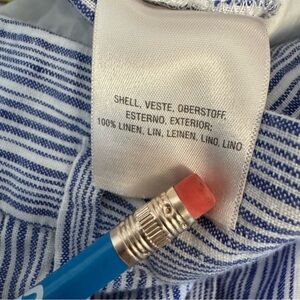 SHELL, VESTE, OBERSTOFF,
ESTERNO, EXTERIOR;
100% LINEN, LIN, LEINEN, LINO, LINO